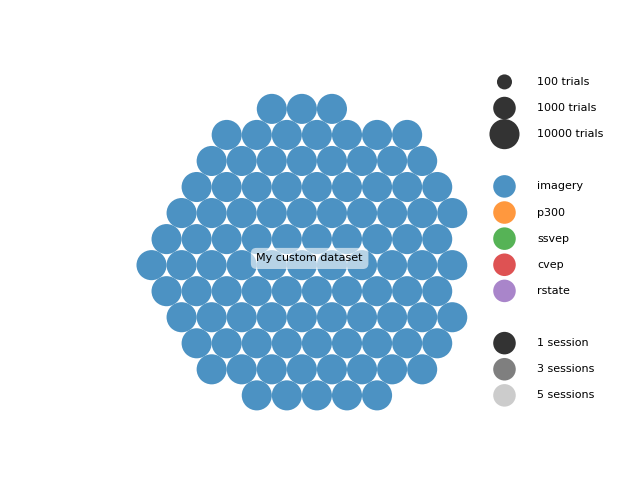 100 trials
1000 trials
10000 trials
imagery
p300
ssvep
My custom dataset
cvep
rstate
1 session
3 sessions
5 sessions